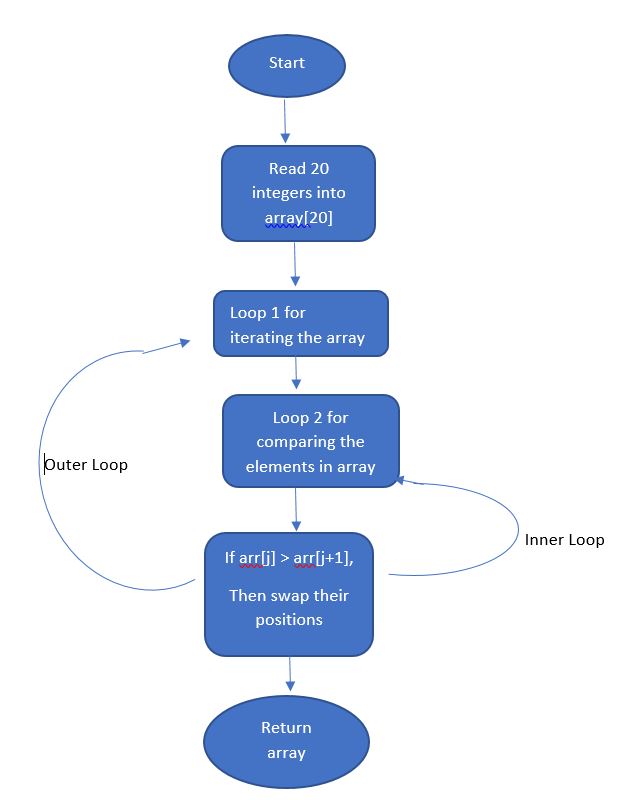 Start
Read 20
integers into
array[20]
Loop 1 for
iterating the array
Loop 2 for
comparing the
elements in array
Outer Loop
Inner Loop
If arr[j] > arr[j+1],
Then swap their
positions
Return
array